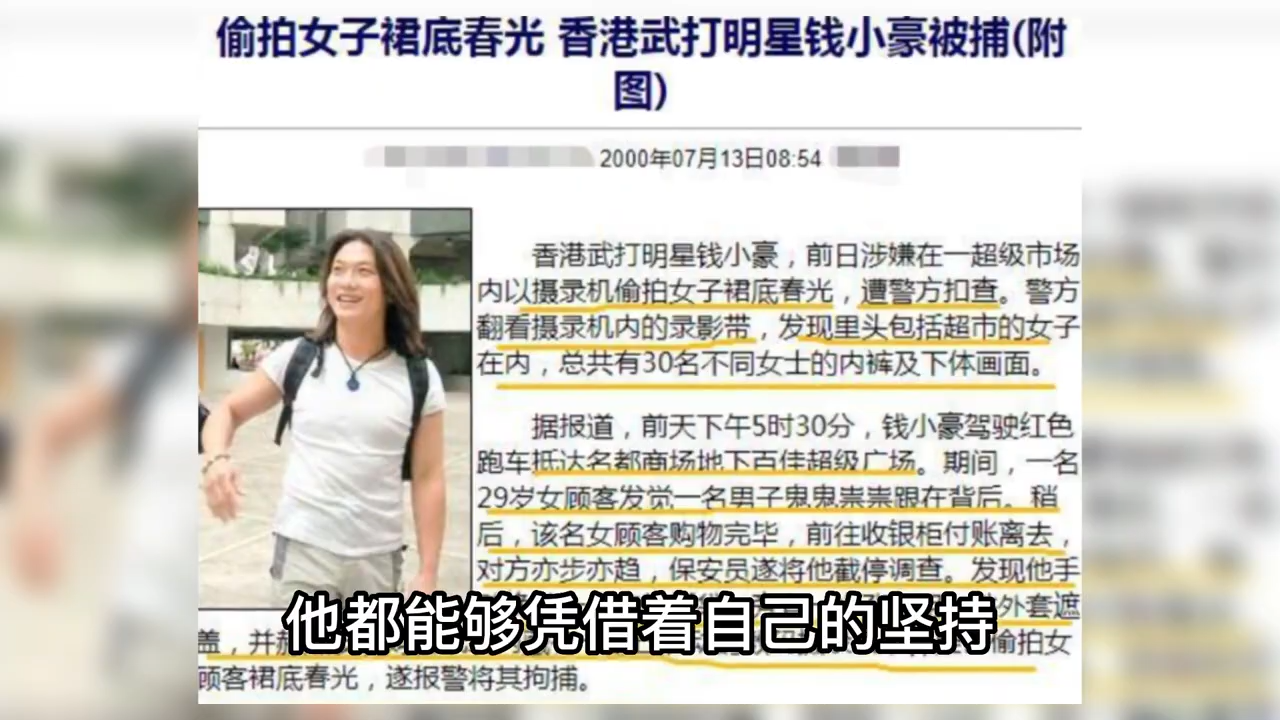 偷拍女子裙底春光 香港武打明星钱小豪被捕(附
图)
2000年07月13日08:54
香港武打明星钱小豪，前日涉嫌在一超级市场
内以摄录机偷拍女子裙底春光，遭警方扣查。警方
翻看摄录机内的录影带，发现里头包括超市的女子
在内，总共有30名不同女士的内裤及下体画面。
据报道，前天下午5时30分，钱小豪驾驶红色
跑车抵达名都商场地下百佳超级广场。期间，一名
29岁女顾客发觉一名男子鬼鬼祟祟跟在背后。稍
后，该名女顾客购物完毕，前往收银柜付账离去，
对方亦步亦趋，保安员遂将他截停调查。发现他手
外套遮
盖，并
偷拍女
顾客裙底春光，遂报警将其拘捕。
他都能够凭借着自己的坚持